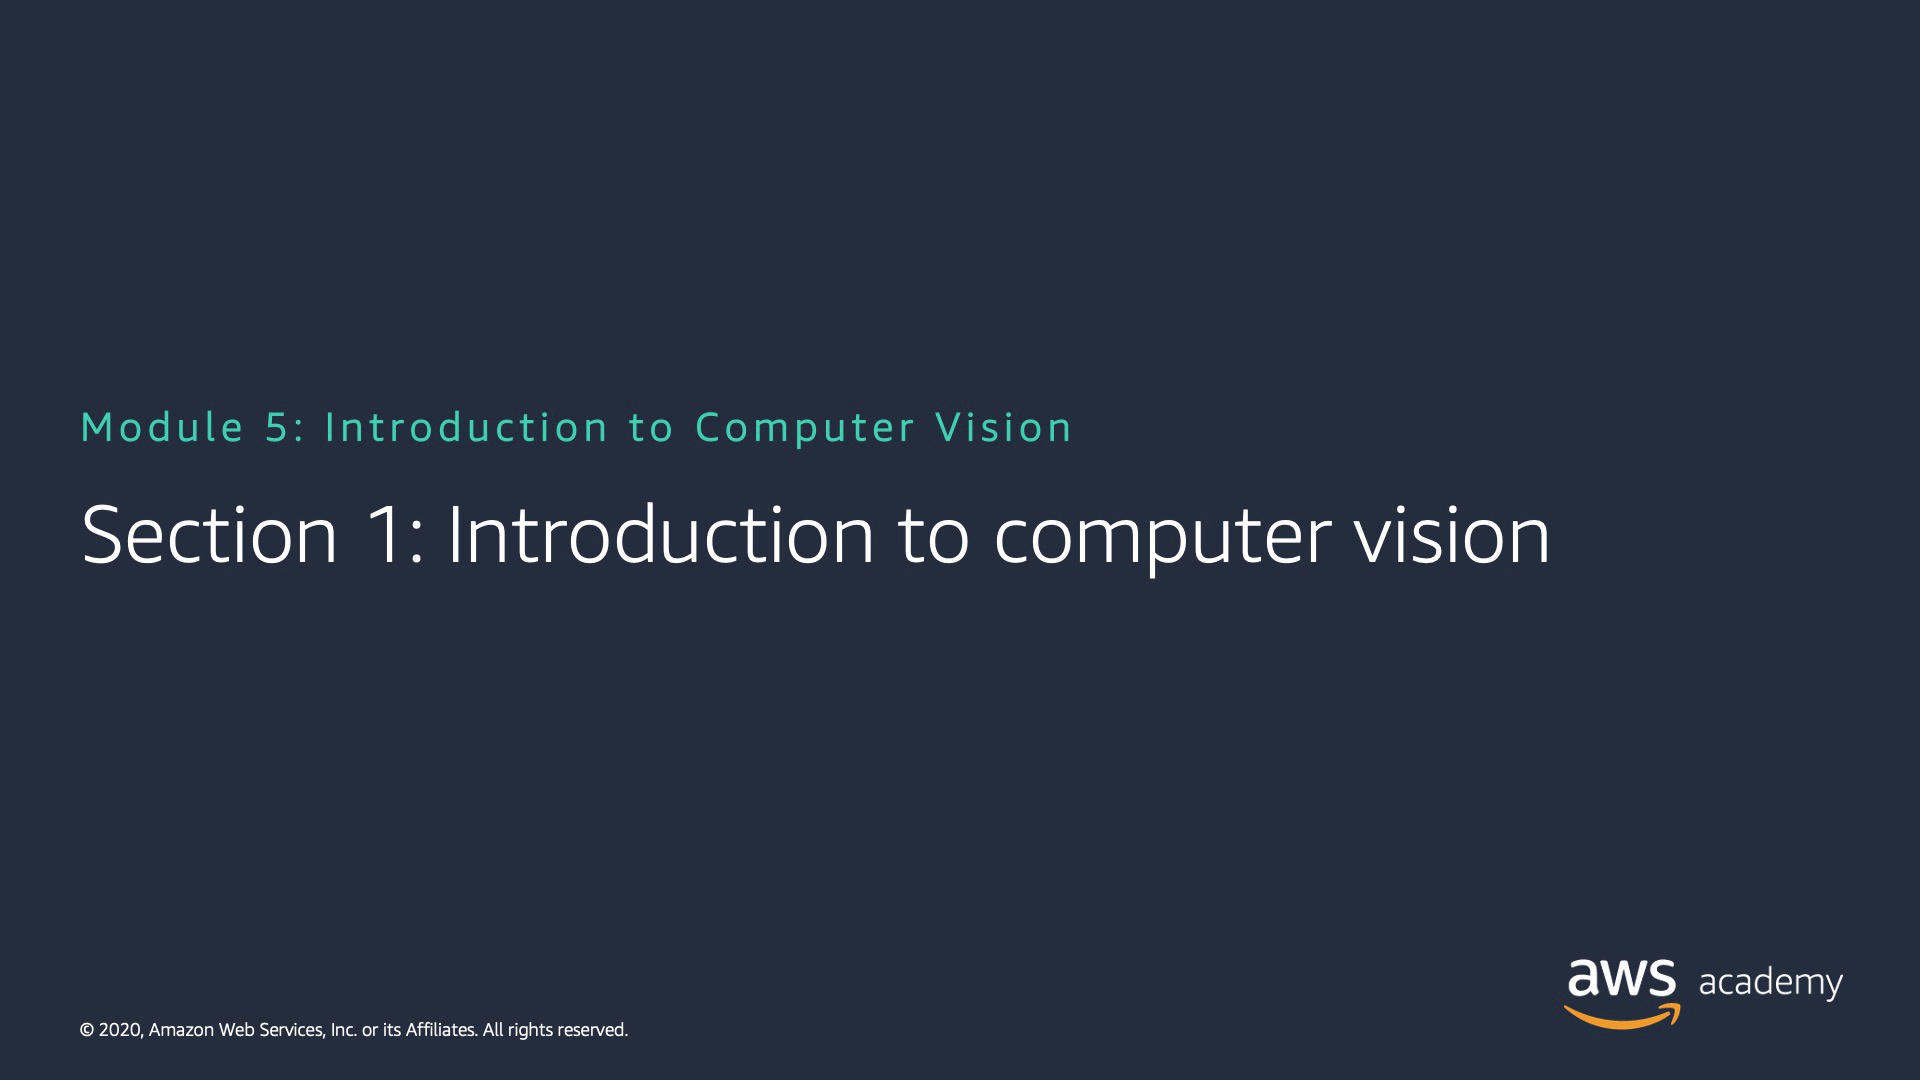 Module 5: Introduction to Computer Vision
Section 1: Introduction to computer vision
aws academy
© 2020, Amazon Web Services, Inc. or its Affiliates. All rights reserved.